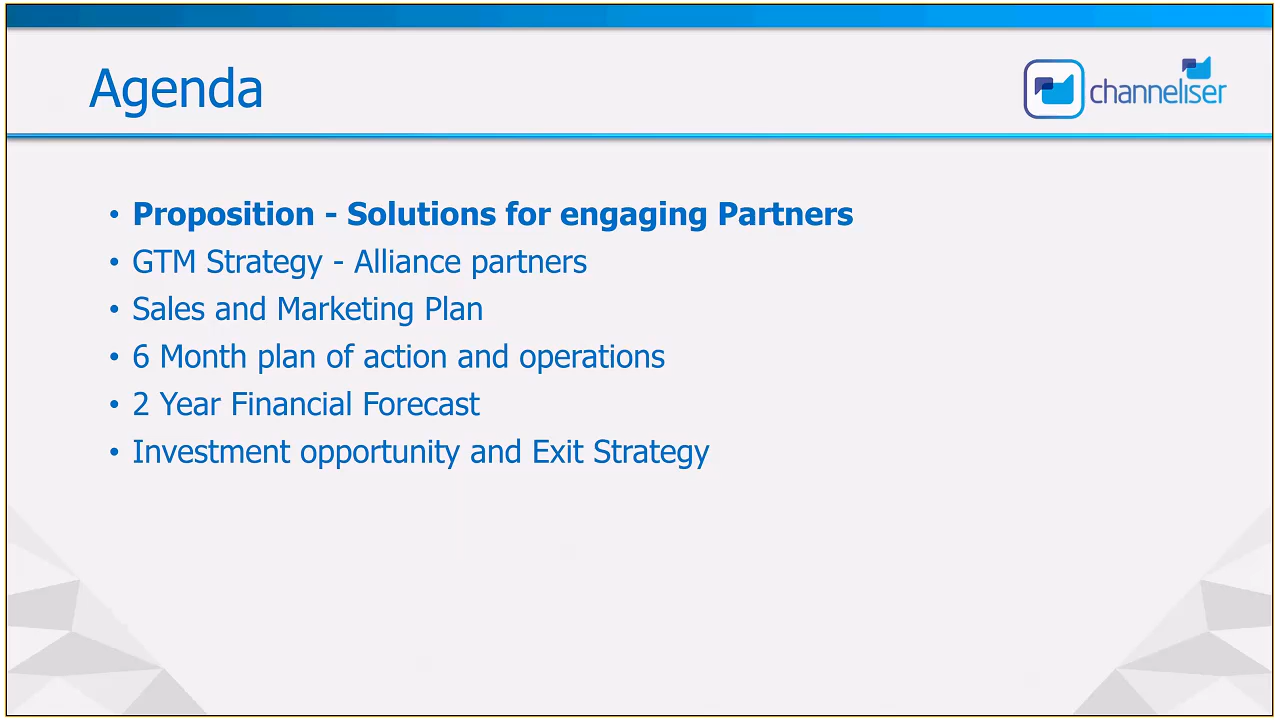 Agenda
channeliser
• Proposition - Solutions for engaging Partners
• GTM Strategy - Alliance partners
• Sales and Marketing Plan
• 6 Month plan of action and operations
• 2 Year Financial Forecast
• Investment opportunity and Exit Strategy